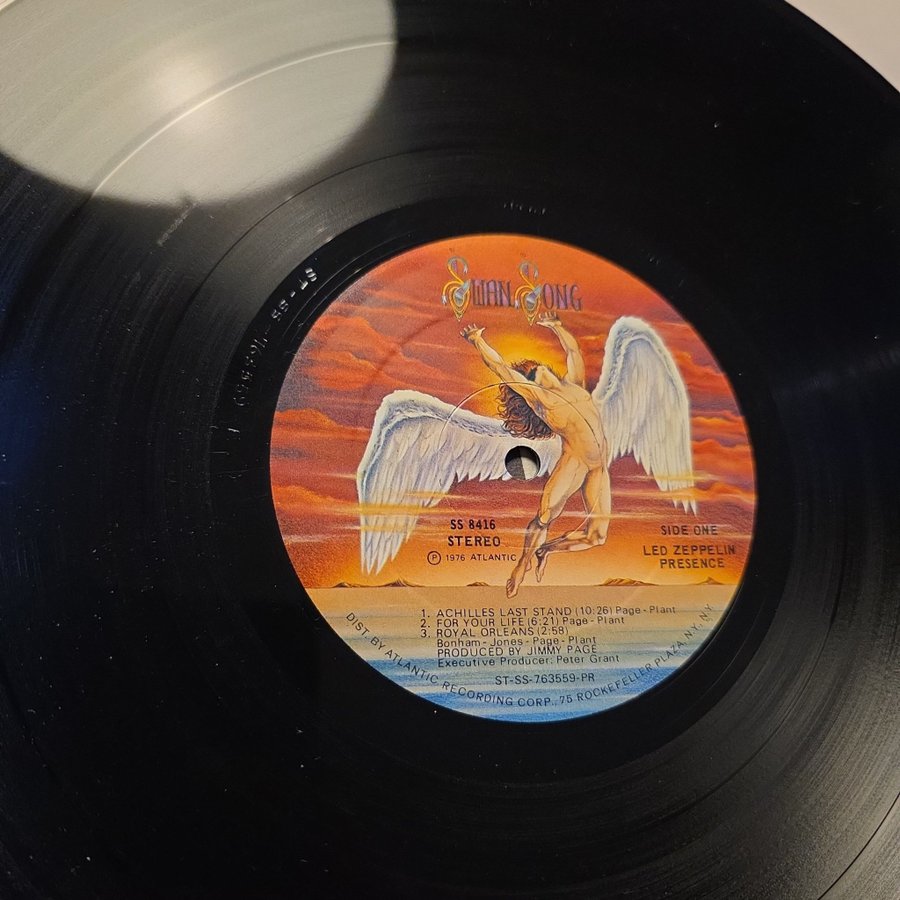 SWAN SONG
SS 8416
STEREO
Ⓟ 1976 ATLANTIC
SIDE ONE
LED ZEPPELIN
PRESENCE
1. ACHILLES LAST STAND (10:26) Page - Plant
2. FOR YOUR LIFE (6:21) Page - Plant
3. ROYAL ORLEANS (2:58)
Bonham - Jones - Page - Plant
PRODUCED BY JIMMY PAGE
Executive Producer: Peter Grant
ST-SS-763559-PR
DIST. BY ATLANTIC RECORDING CORP., 75 ROCKEFELLER PLAZA, N.Y., N.Y.
ST-SS